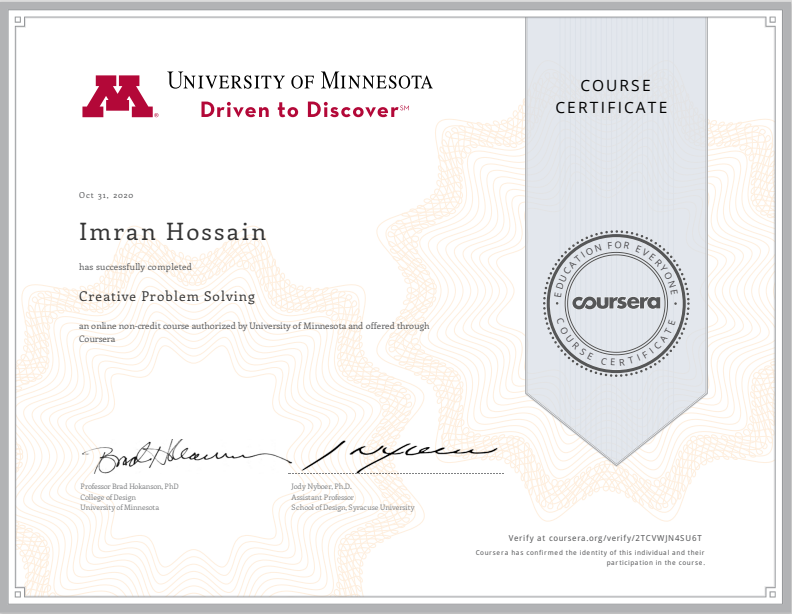 UNIVERSITY OF MINNESOTA
Driven to Discover℠
COURSE
CERTIFICATE
Oct 31, 2020
Imran Hossain
has successfully completed
Creative Problem Solving
an online non-credit course authorized by University of Minnesota and offered through
Coursera
EDUCATION FOR EVERYONE
coursera
COURSE CERTIFICATE
Professor Brad Hokanson, PhD
College of Design
University of Minnesota
Jody Nyboer, Ph.D.
Assistant Professor
School of Design, Syracuse University
Verify at coursera.org/verify/2TCVWJN4SU6T
Coursera has confirmed the identity of this individual and their
participation in the course.